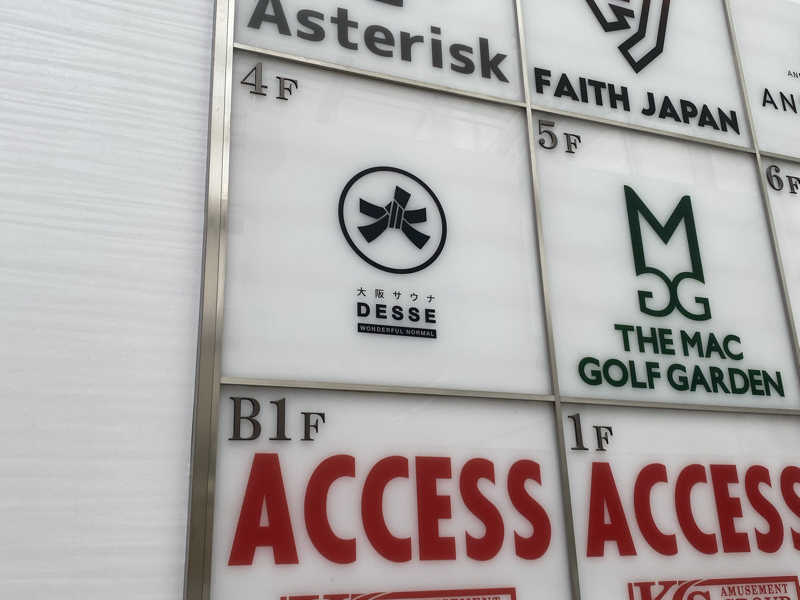 Asterisk
FAITH JAPAN
4F
大阪サウナ
DESSE
WONDERFUL NORMAL
5F
THE MAC
GOLF GARDEN
6F
B1F
ACCESS
1F
ACCESS
AMUSEMENT